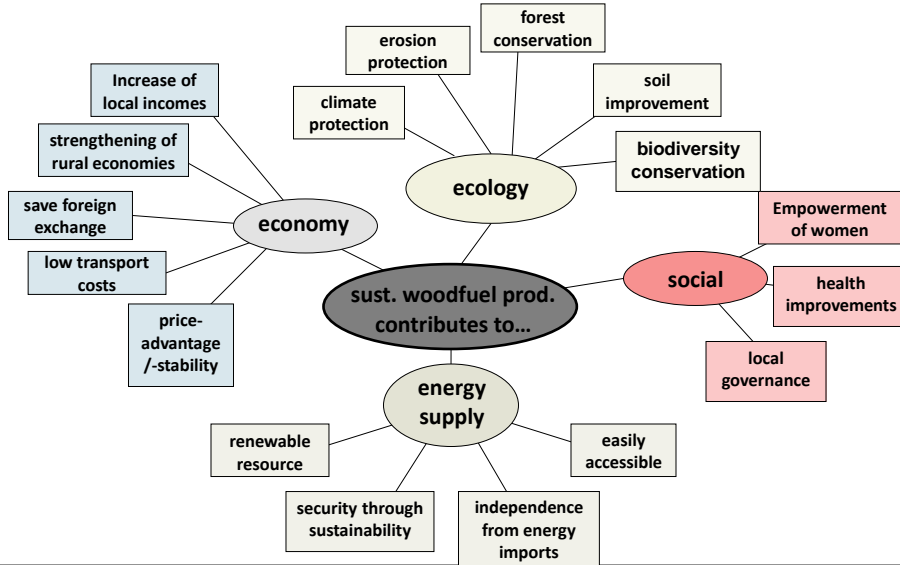 forest
conservation
erosion
protection
Increase of
local incomes
soil
improvement
climate
protection
strengthening of
rural economies
biodiversity
conservation
ecology
save foreign
exchange
economy
Empowerment
of women
low transport
costs
social
health
improvements
sust. woodfuel prod.
contributes to…
price-
advantage
/-stability
local
governance
energy
supply
renewable
resource
easily
accessible
security through
sustainability
independence
from energy
imports